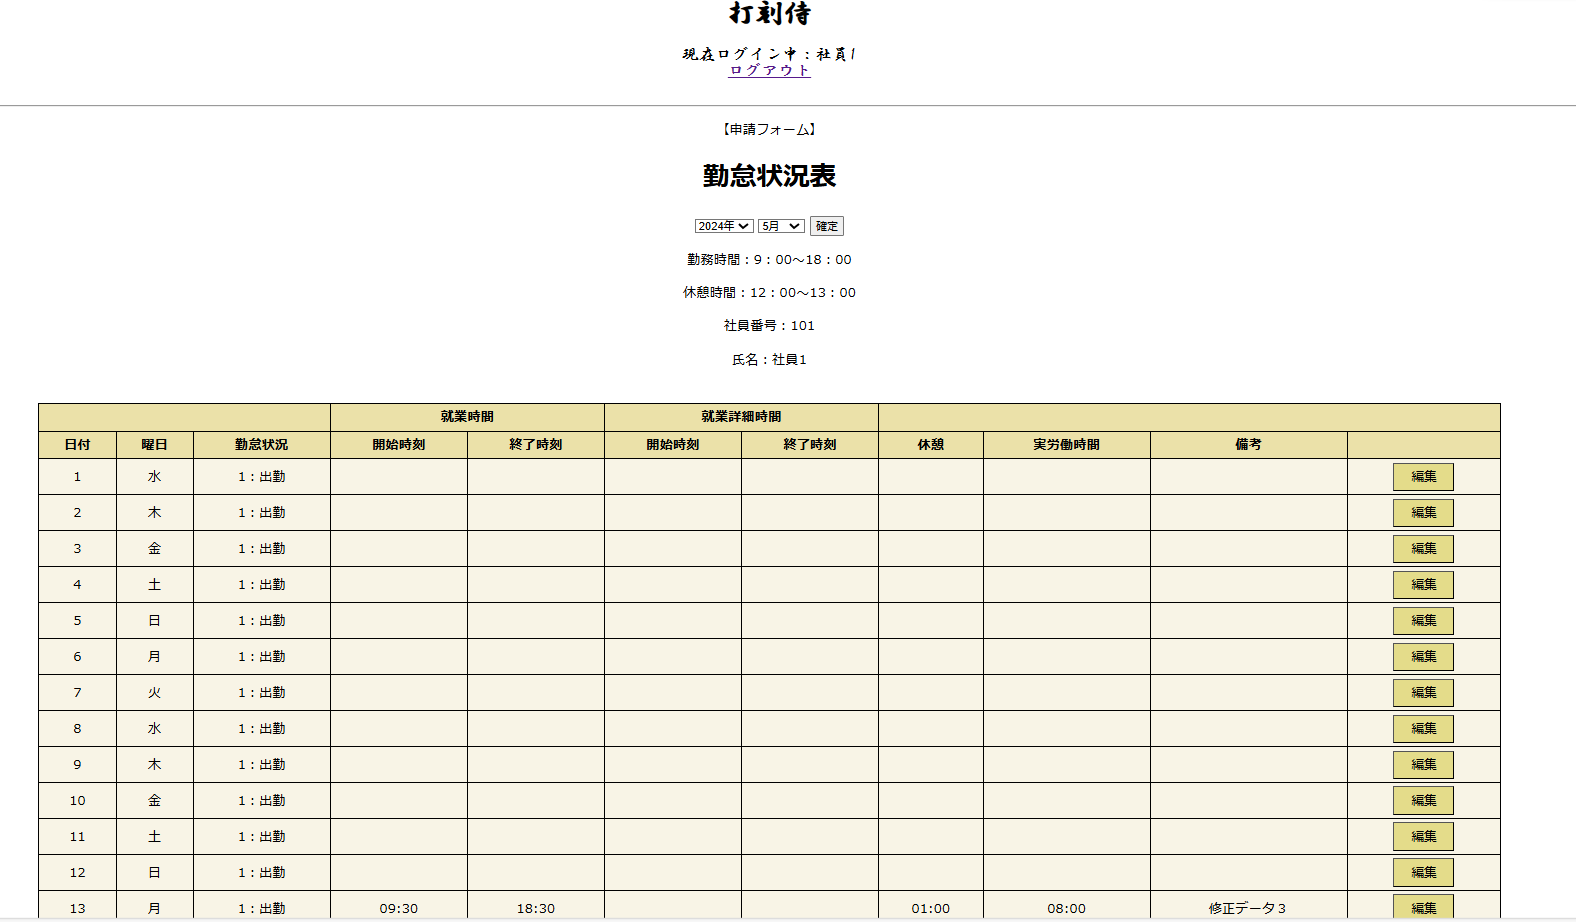 打刻侍
現在ログイン中：社員1
ログアウト
【申請フォーム】
勤怠状況表
2024年 5月 確定
勤務時間：9：00～18：00
休憩時間：12：00～13：00
社員番号：101
氏名：社員1
就業時間 就業詳細時間
日付 曜日 勤怠状況 開始時刻 終了時刻 開始時刻 終了時刻 休憩 実労働時間 備考
1 水 1：出勤 編集
2 木 1：出勤 編集
3 金 1：出勤 編集
4 土 1：出勤 編集
5 日 1：出勤 編集
6 月 1：出勤 編集
7 火 1：出勤 編集
8 水 1：出勤 編集
9 木 1：出勤 編集
10 金 1：出勤 編集
11 土 1：出勤 編集
12 日 1：出勤 編集
13 月 1：出勤 09:30 18:30 01:00 08:00 修正データ３ 編集